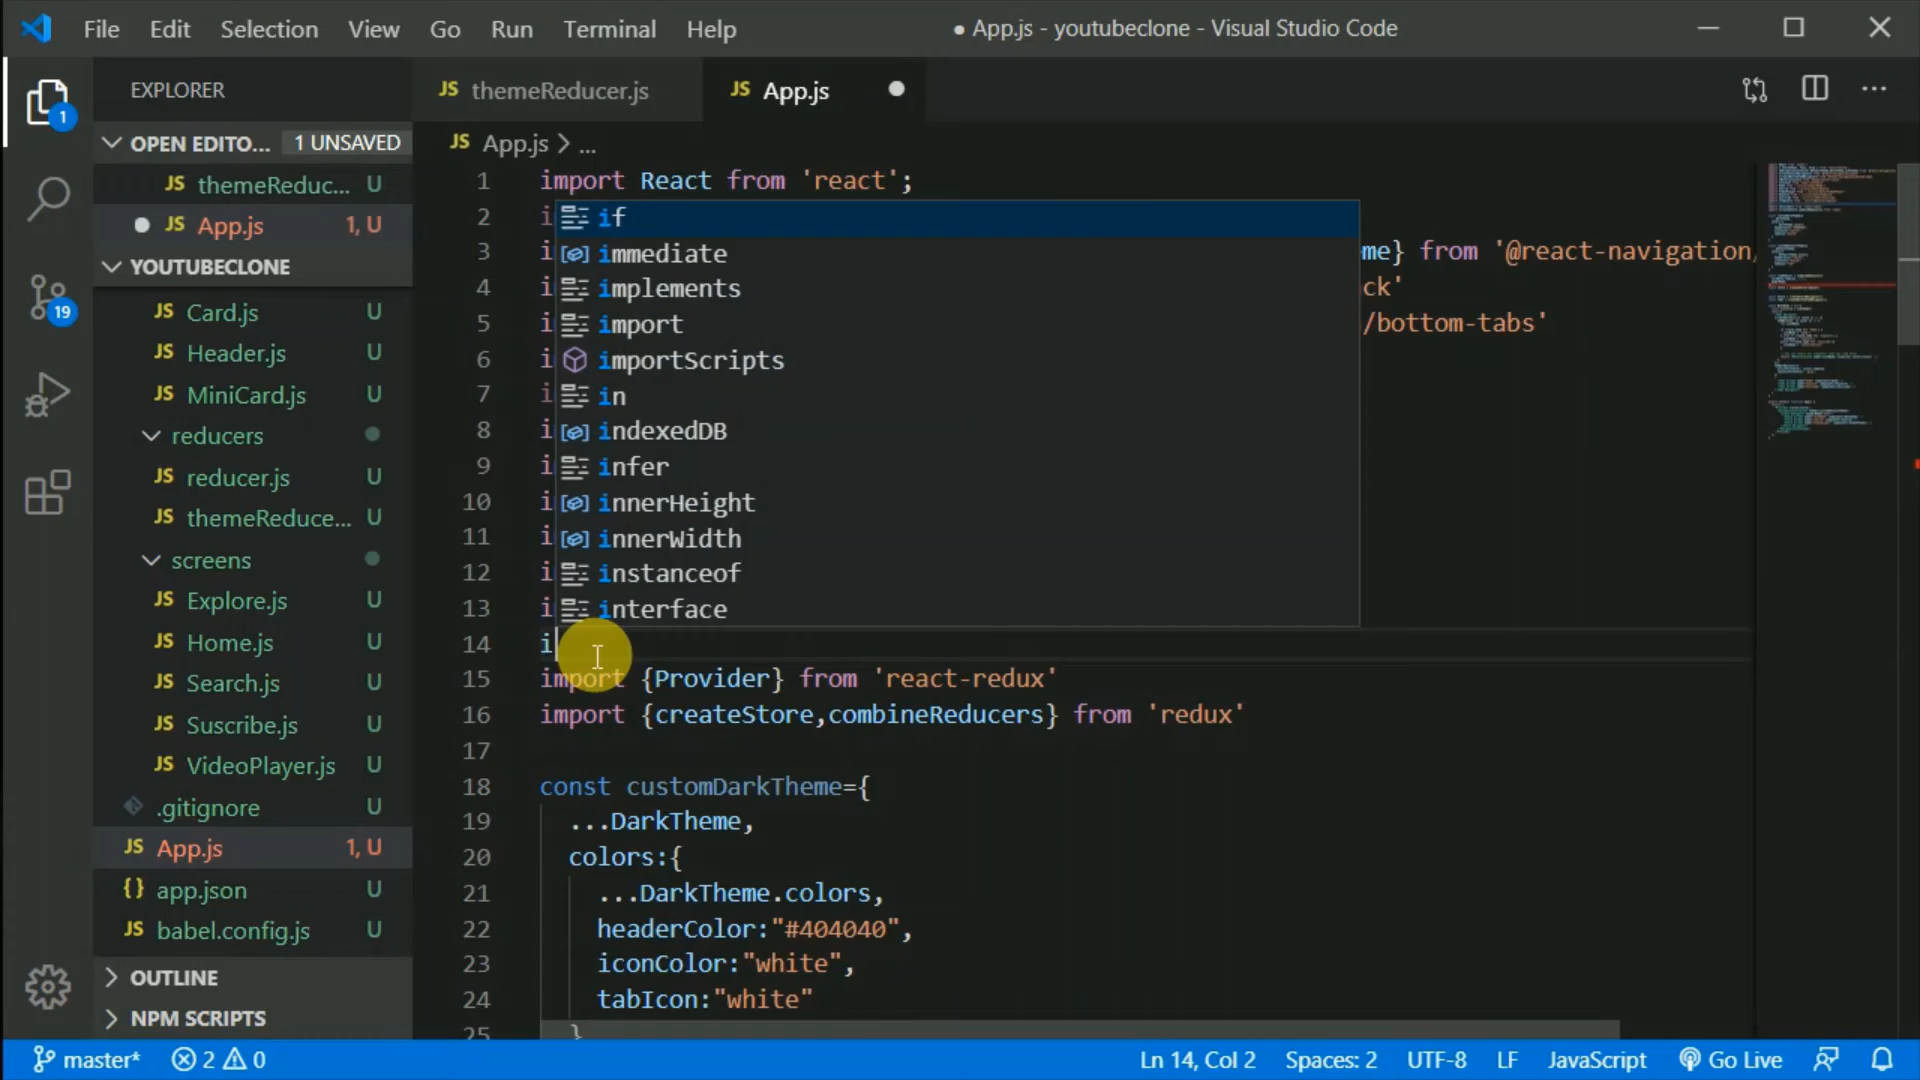 File Edit Selection View Go Run Terminal Help
● App.js - youtubeclone - Visual Studio Code
EXPLORER
OPEN EDITO... 1 UNSAVED
JS themeReduc... U
JS App.js 1, U
YOUTUBECLONE
JS Card.js U
JS Header.js U
JS MiniCard.js U
reducers
JS reducer.js U
JS themeReduce... U
screens
JS Explore.js U
JS Home.js U
JS Search.js U
JS Suscribe.js U
JS VideoPlayer.js U
.gitignore U
JS App.js 1, U
{} app.json U
JS babel.config.js U
OUTLINE
NPM SCRIPTS
1
19
JS themeReducer.js
JS App.js
JS App.js > ...
1 import React from 'react';
2 i
3 i me} from '@react-navigation/
4 i ck'
5 i /bottom-tabs'
6 i
7 i
8 i
9 i
10 i
11 i
12 i
13 i
14 i
15 import {Provider} from 'react-redux'
16 import {createStore,combineReducers} from 'redux'
17
18 const customDarkTheme={
19 ...DarkTheme,
20 colors:{
21 ...DarkTheme.colors,
22 headerColor:"#404040",
23 iconColor:"white",
24 tabIcon:"white"
25 }
if
immediate
implements
import
importScripts
in
indexedDB
infer
innerHeight
innerWidth
instanceof
interface
master* 2 0
Ln 14, Col 2 Spaces: 2 UTF-8 LF JavaScript Go Live